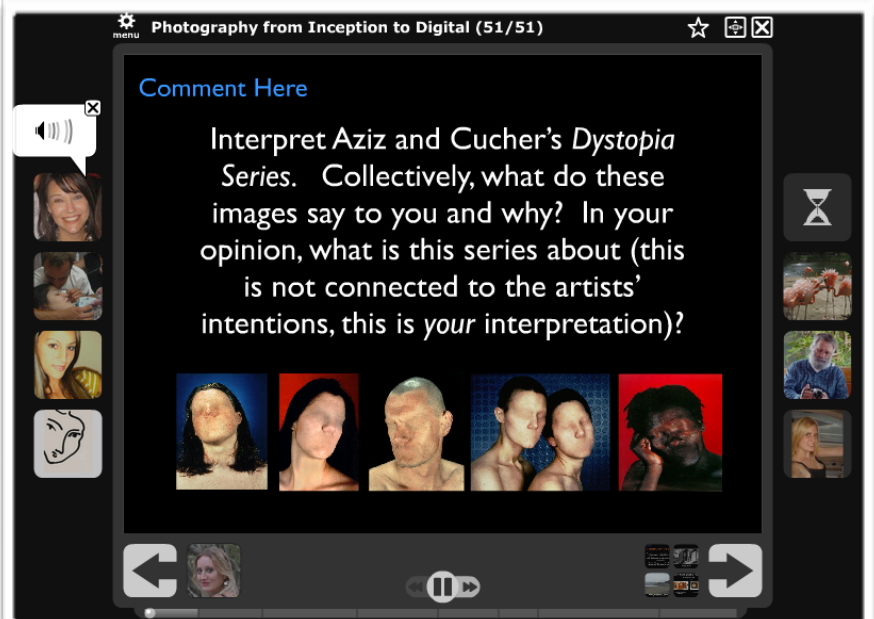 Photography from Inception to Digital (51/51)
menu
Comment Here
Interpret Aziz and Cucher’s Dystopia
Series. Collectively, what do these
images say to you and why? In your
opinion, what is this series about (this
is not connected to the artists’
intentions, this is your interpretation)?